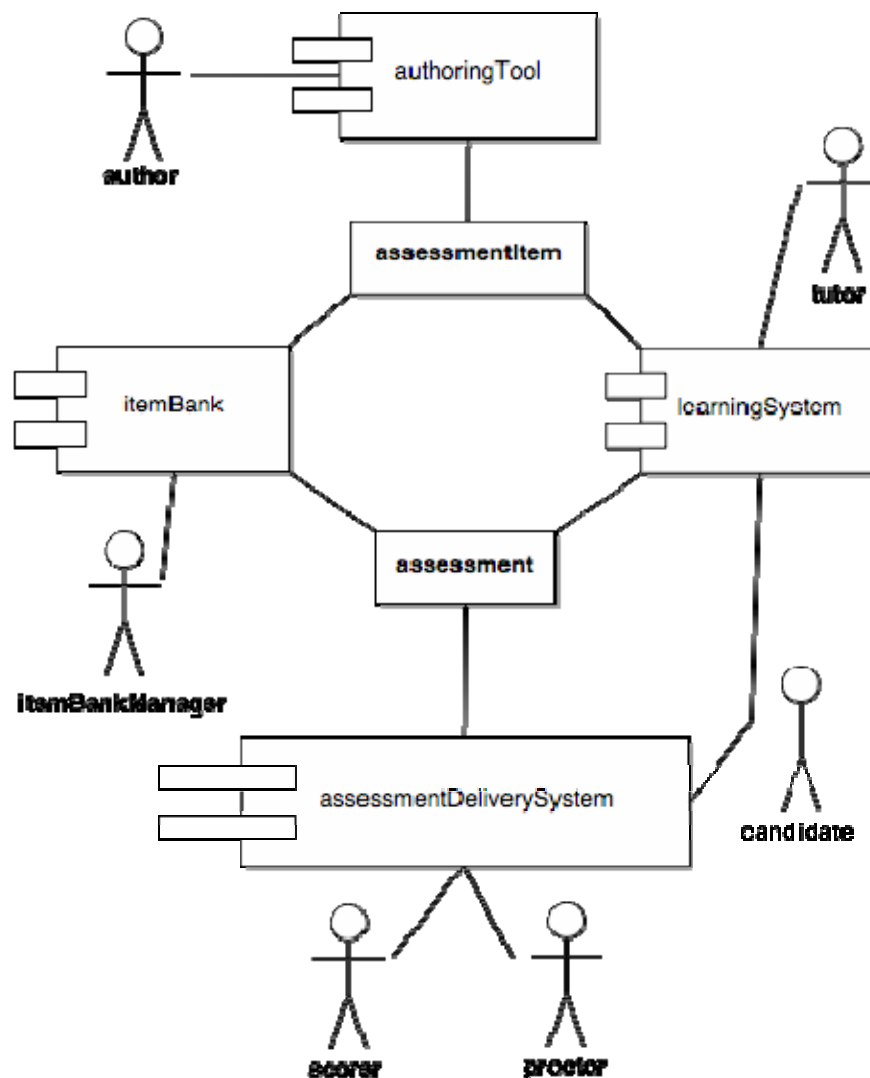 authoringTool
author
assessmentItem
tutor
itemBank
learningSystem
assessment
itemBankManager
assessmentDeliverySystem
candidate
scorer
proctor